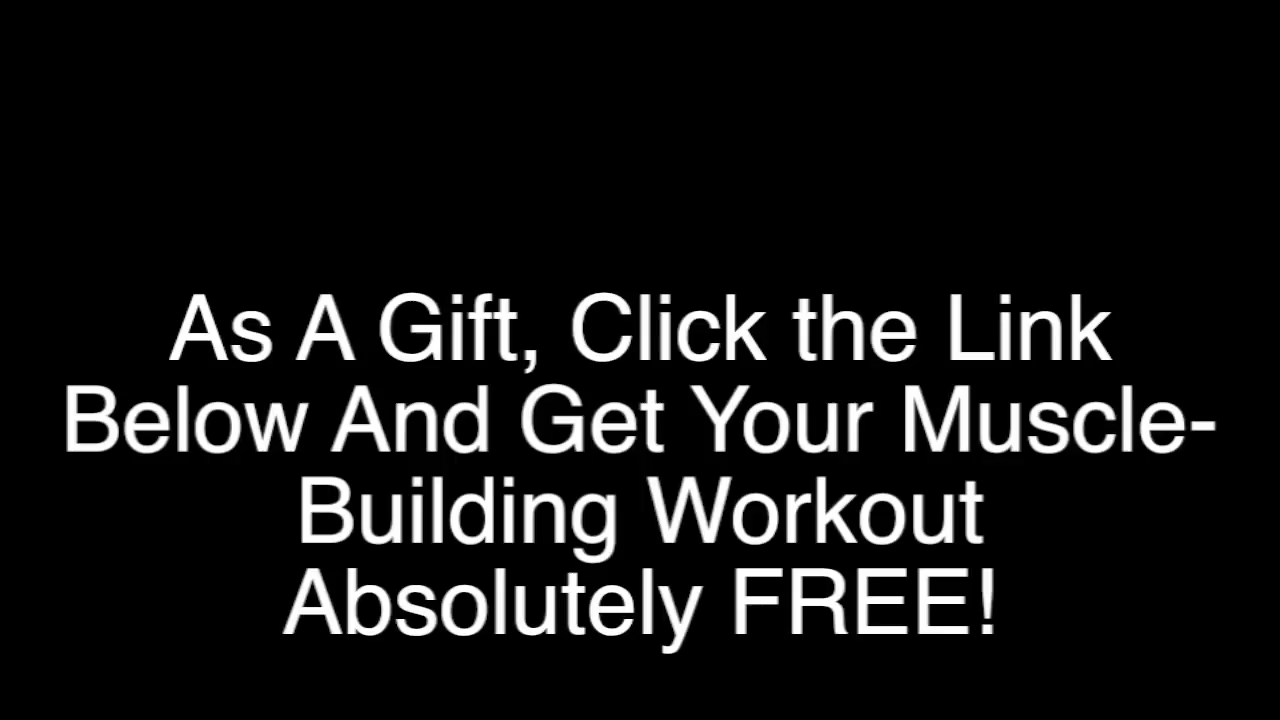 As A Gift, Click the Link
Below And Get Your Muscle-
Building Workout
Absolutely FREE!